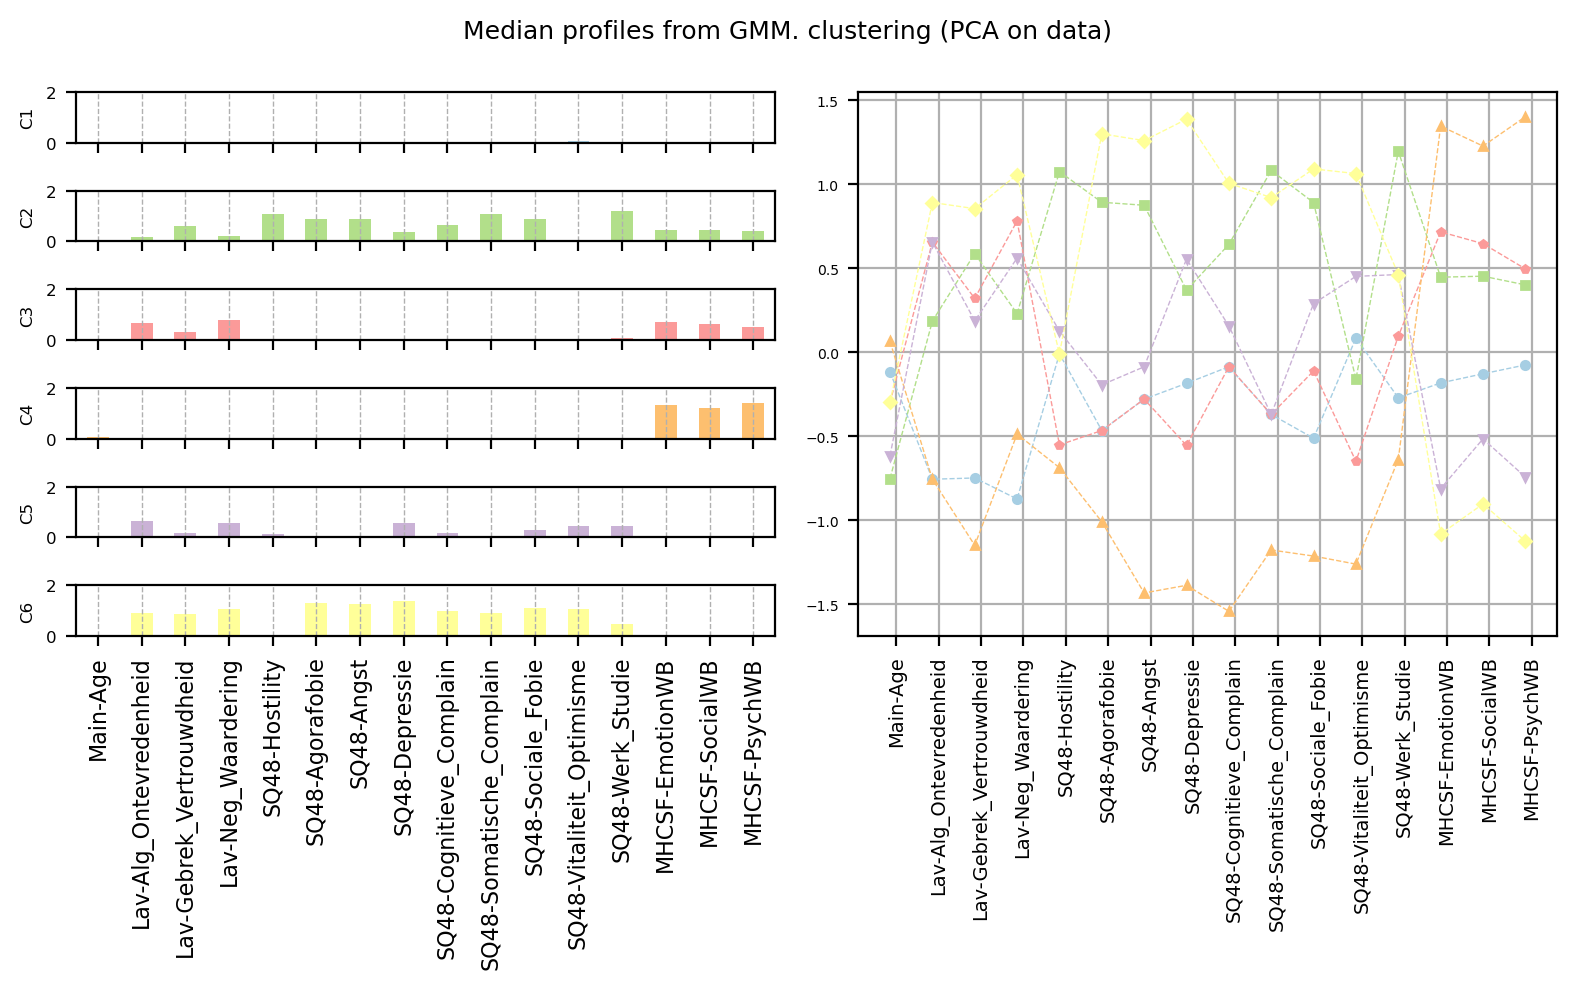 Median profiles from GMM. clustering (PCA on data)
2
0
C1
2
0
C2
2
0
C3
2
0
C4
2
0
C5
2
0
C6
Main-Age
Lav-Alg_Ontevredenheid
Lav-Gebrek_Vertrouwdheid
Lav-Neg_Waardering
SQ48-Hostility
SQ48-Agorafobie
SQ48-Angst
SQ48-Depressie
SQ48-Cognitieve_Complain
SQ48-Somatische_Complain
SQ48-Sociale_Fobie
SQ48-Vitaliteit_Optimisme
SQ48-Werk_Studie
MHCSF-EmotionWB
MHCSF-SocialWB
MHCSF-PsychWB
1.5
1.0
0.5
0.0
−0.5
−1.0
−1.5
Main-Age
Lav-Alg_Ontevredenheid
Lav-Gebrek_Vertrouwdheid
Lav-Neg_Waardering
SQ48-Hostility
SQ48-Agorafobie
SQ48-Angst
SQ48-Depressie
SQ48-Cognitieve_Complain
SQ48-Somatische_Complain
SQ48-Sociale_Fobie
SQ48-Vitaliteit_Optimisme
SQ48-Werk_Studie
MHCSF-EmotionWB
MHCSF-SocialWB
MHCSF-PsychWB